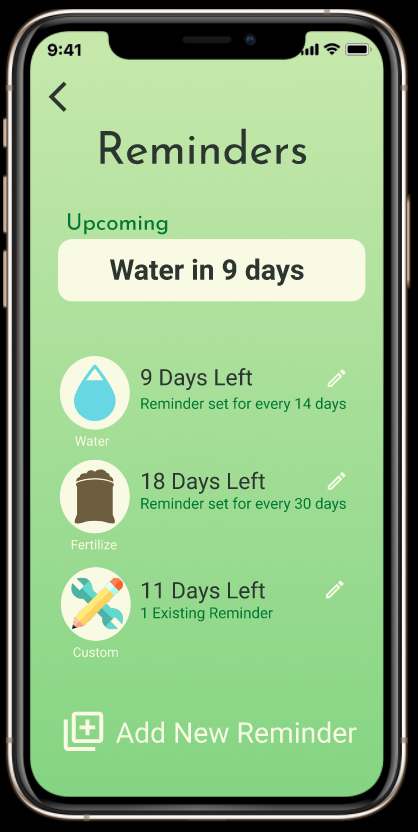 9:41
Reminders
Upcoming
Water in 9 days
9 Days Left
Reminder set for every 14 days
Water
18 Days Left
Reminder set for every 30 days
Fertilize
11 Days Left
1 Existing Reminder
Custom
Add New Reminder